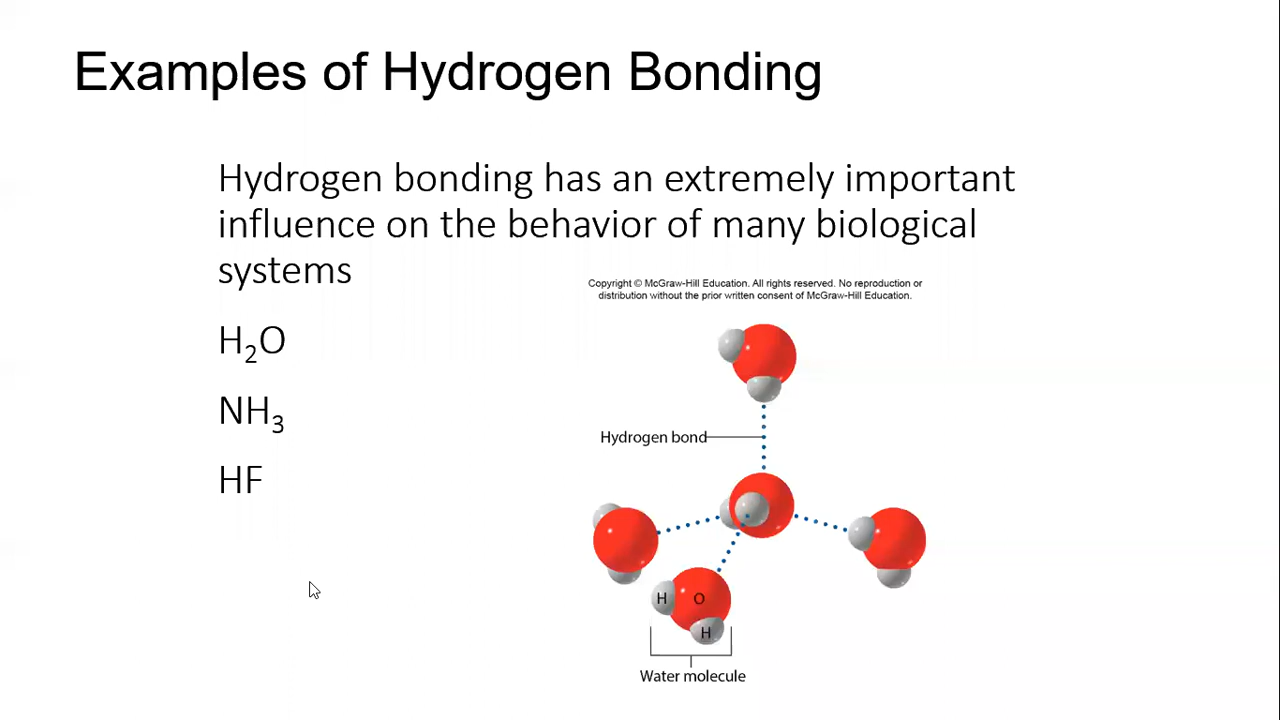 Examples of Hydrogen Bonding
Hydrogen bonding has an extremely important
influence on the behavior of many biological
systems
Copyright © McGraw-Hill Education. All rights reserved. No reproduction or
distribution without the prior written consent of McGraw-Hill Education.
H₂O
NH₃
HF
Hydrogen bond
H
O
H
Water molecule